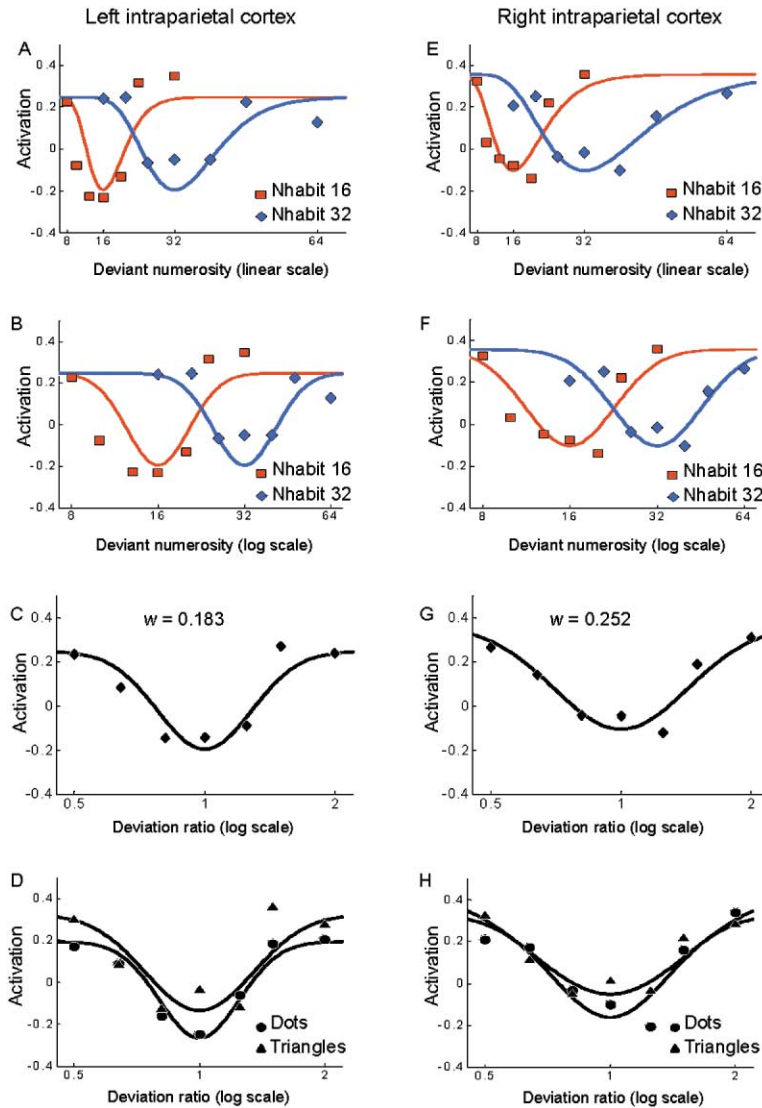 Left intraparietal cortex
Right intraparietal cortex
A
0.4
0.2
0
-0.2
-0.4
Activation
8 16 32 64
Nhabit 16
Nhabit 32
Deviant numerosity (linear scale)
E
0.4
0.2
0
-0.2
-0.4
Activation
8 16 32 64
Nhabit 16
Nhabit 32
Deviant numerosity (linear scale)
B
0.4
0.2
0
-0.2
-0.4
Activation
8 16 32 64
Nhabit 16
Nhabit 32
Deviant numerosity (log scale)
F
0.4
0.2
0
-0.2
-0.4
Activation
8 16 32 64
Nhabit 16
Nhabit 32
Deviant numerosity (log scale)
C
0.4
0.2
0
-0.2
-0.4
Activation
w = 0.183
0.5 1 2
Deviation ratio (log scale)
G
0.4
0.2
0
-0.2
-0.4
Activation
w = 0.252
0.5 1 2
Deviation ratio (log scale)
D
0.4
0.2
0
-0.2
-0.4
Activation
Dots
Triangles
0.5 1 2
Deviation ratio (log scale)
H
0.4
0.2
0
-0.2
-0.4
Activation
Dots
Triangles
0.5 1 2
Deviation ratio (log scale)